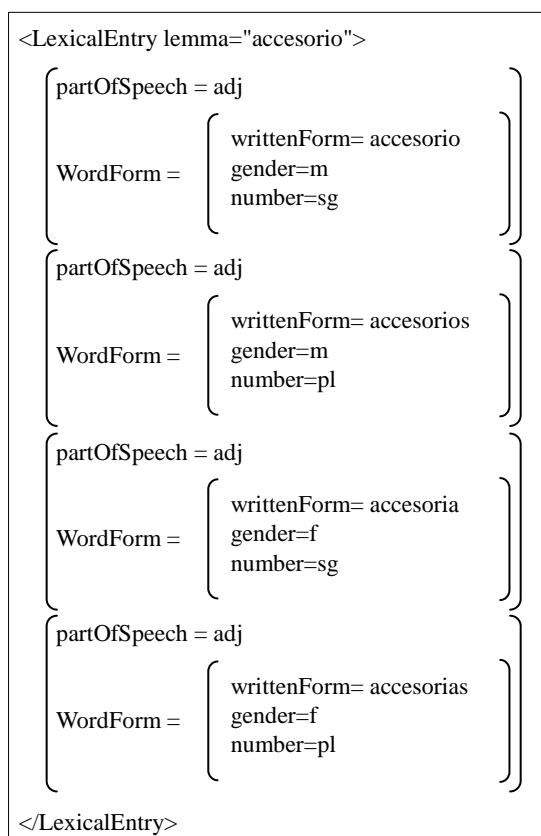 <LexicalEntry lemma="accesorio">
partOfSpeech = adj
writtenForm= accesorio
WordForm = gender=m
number=sg
partOfSpeech = adj
writtenForm= accesorios
WordForm = gender=m
number=pl
partOfSpeech = adj
writtenForm= accesoria
WordForm = gender=f
number=sg
partOfSpeech = adj
writtenForm= accesorias
WordForm = gender=f
number=pl
</LexicalEntry>